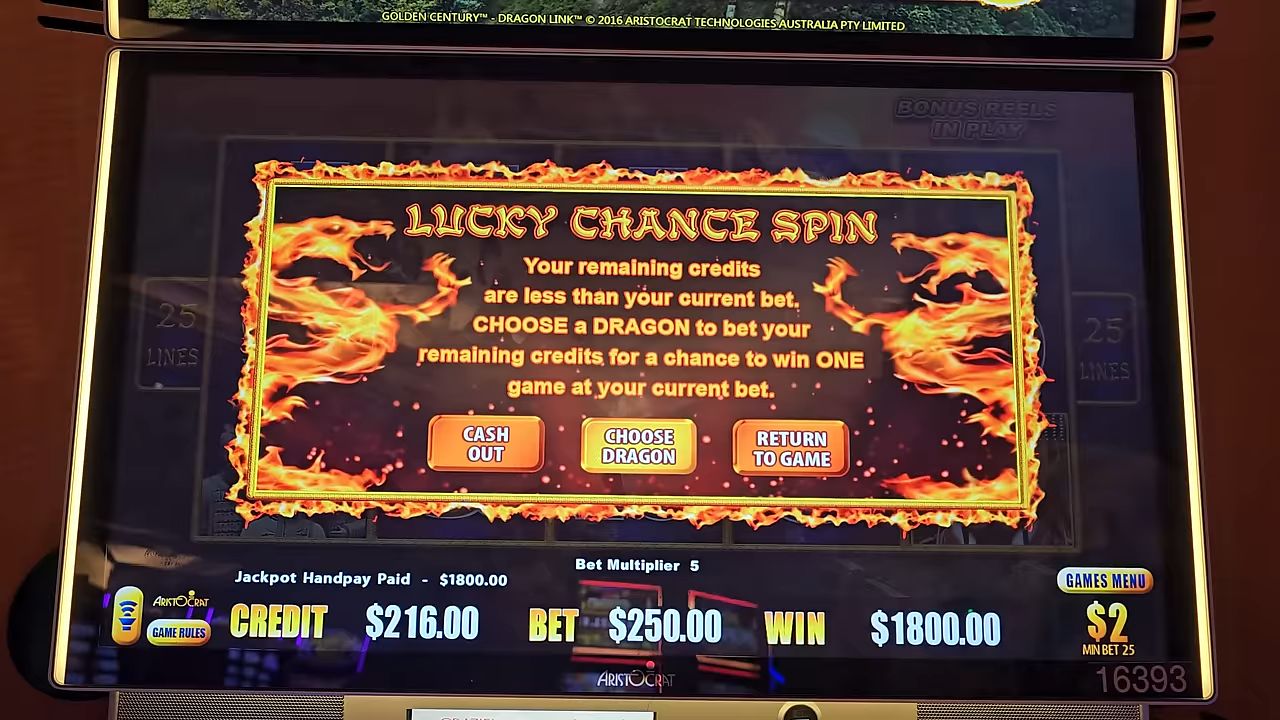 GOLDEN CENTURY™ - DRAGON LINK™ © 2016 ARISTOCRAT TECHNOLOGIES AUSTRALIA PTY LIMITED
BONUS REELS
IN PLAY
LUCKY CHANCE SPIN
Your remaining credits
are less than your current bet.
CHOOSE a DRAGON to bet your
remaining credits for a chance to win ONE
game at your current bet.
25
LINES
25
LINES
CASH
OUT
CHOOSE
DRAGON
RETURN
TO GAME
Jackpot Handpay Paid - $1800.00
Bet Multiplier 5
GAMES MENU
ARISTOCRAT
GAME RULES
CREDIT $216.00 BET $250.00 WIN $1800.00
$2
MIN BET 25
ARISTOCRAT
16393